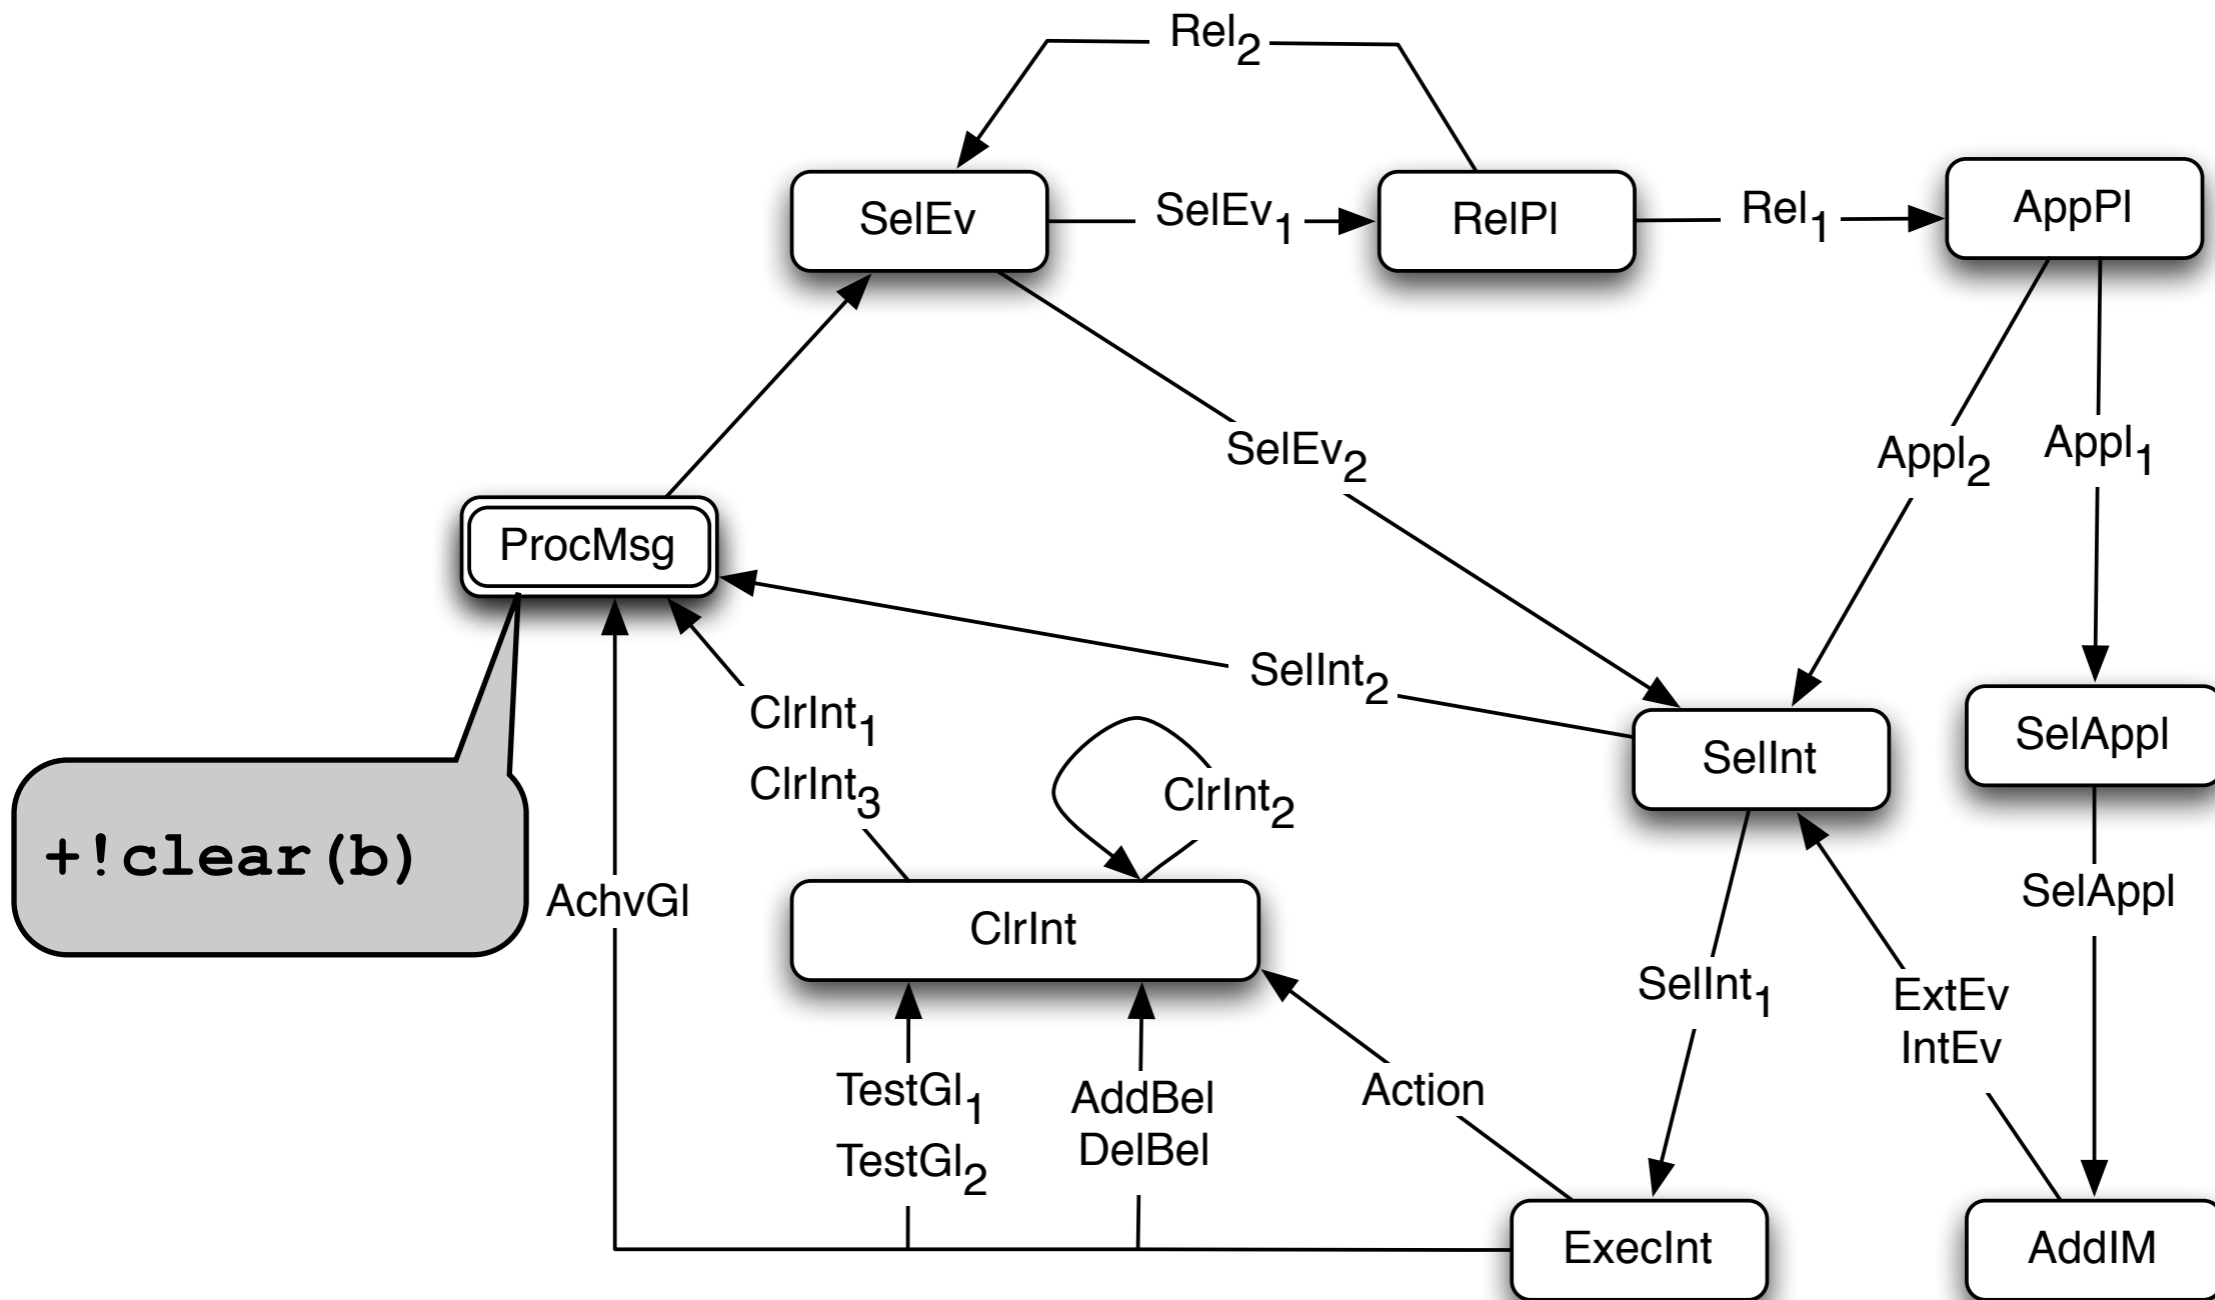 Rel2
SelEv
SelEv1
RelPl
Rel1
AppPl
SelEv2
Appl2
Appl1
ProcMsg
SelInt2
ClrInt1
ClrInt3
ClrInt2
SelInt
SelAppl
+!clear(b)
AchvGl
ClrInt
SelAppl
SelInt1
ExtEv
IntEv
TestGl1
TestGl2
AddBel
DelBel
Action
ExecInt
AddIM